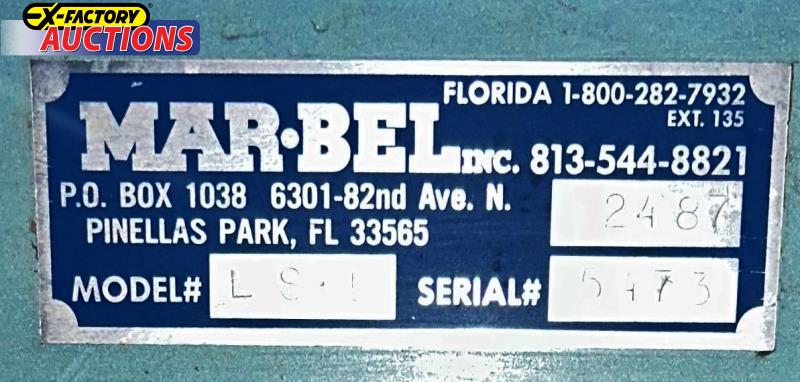 EX-FACTORY
AUCTIONS
FLORIDA 1-800-282-7932
EXT. 135
MAR·BEL INC. 813-544-8821
P.O. BOX 1038 6301-82nd Ave. N.
2487
PINELLAS PARK, FL 33565
MODEL# LS-1 SERIAL# 5473